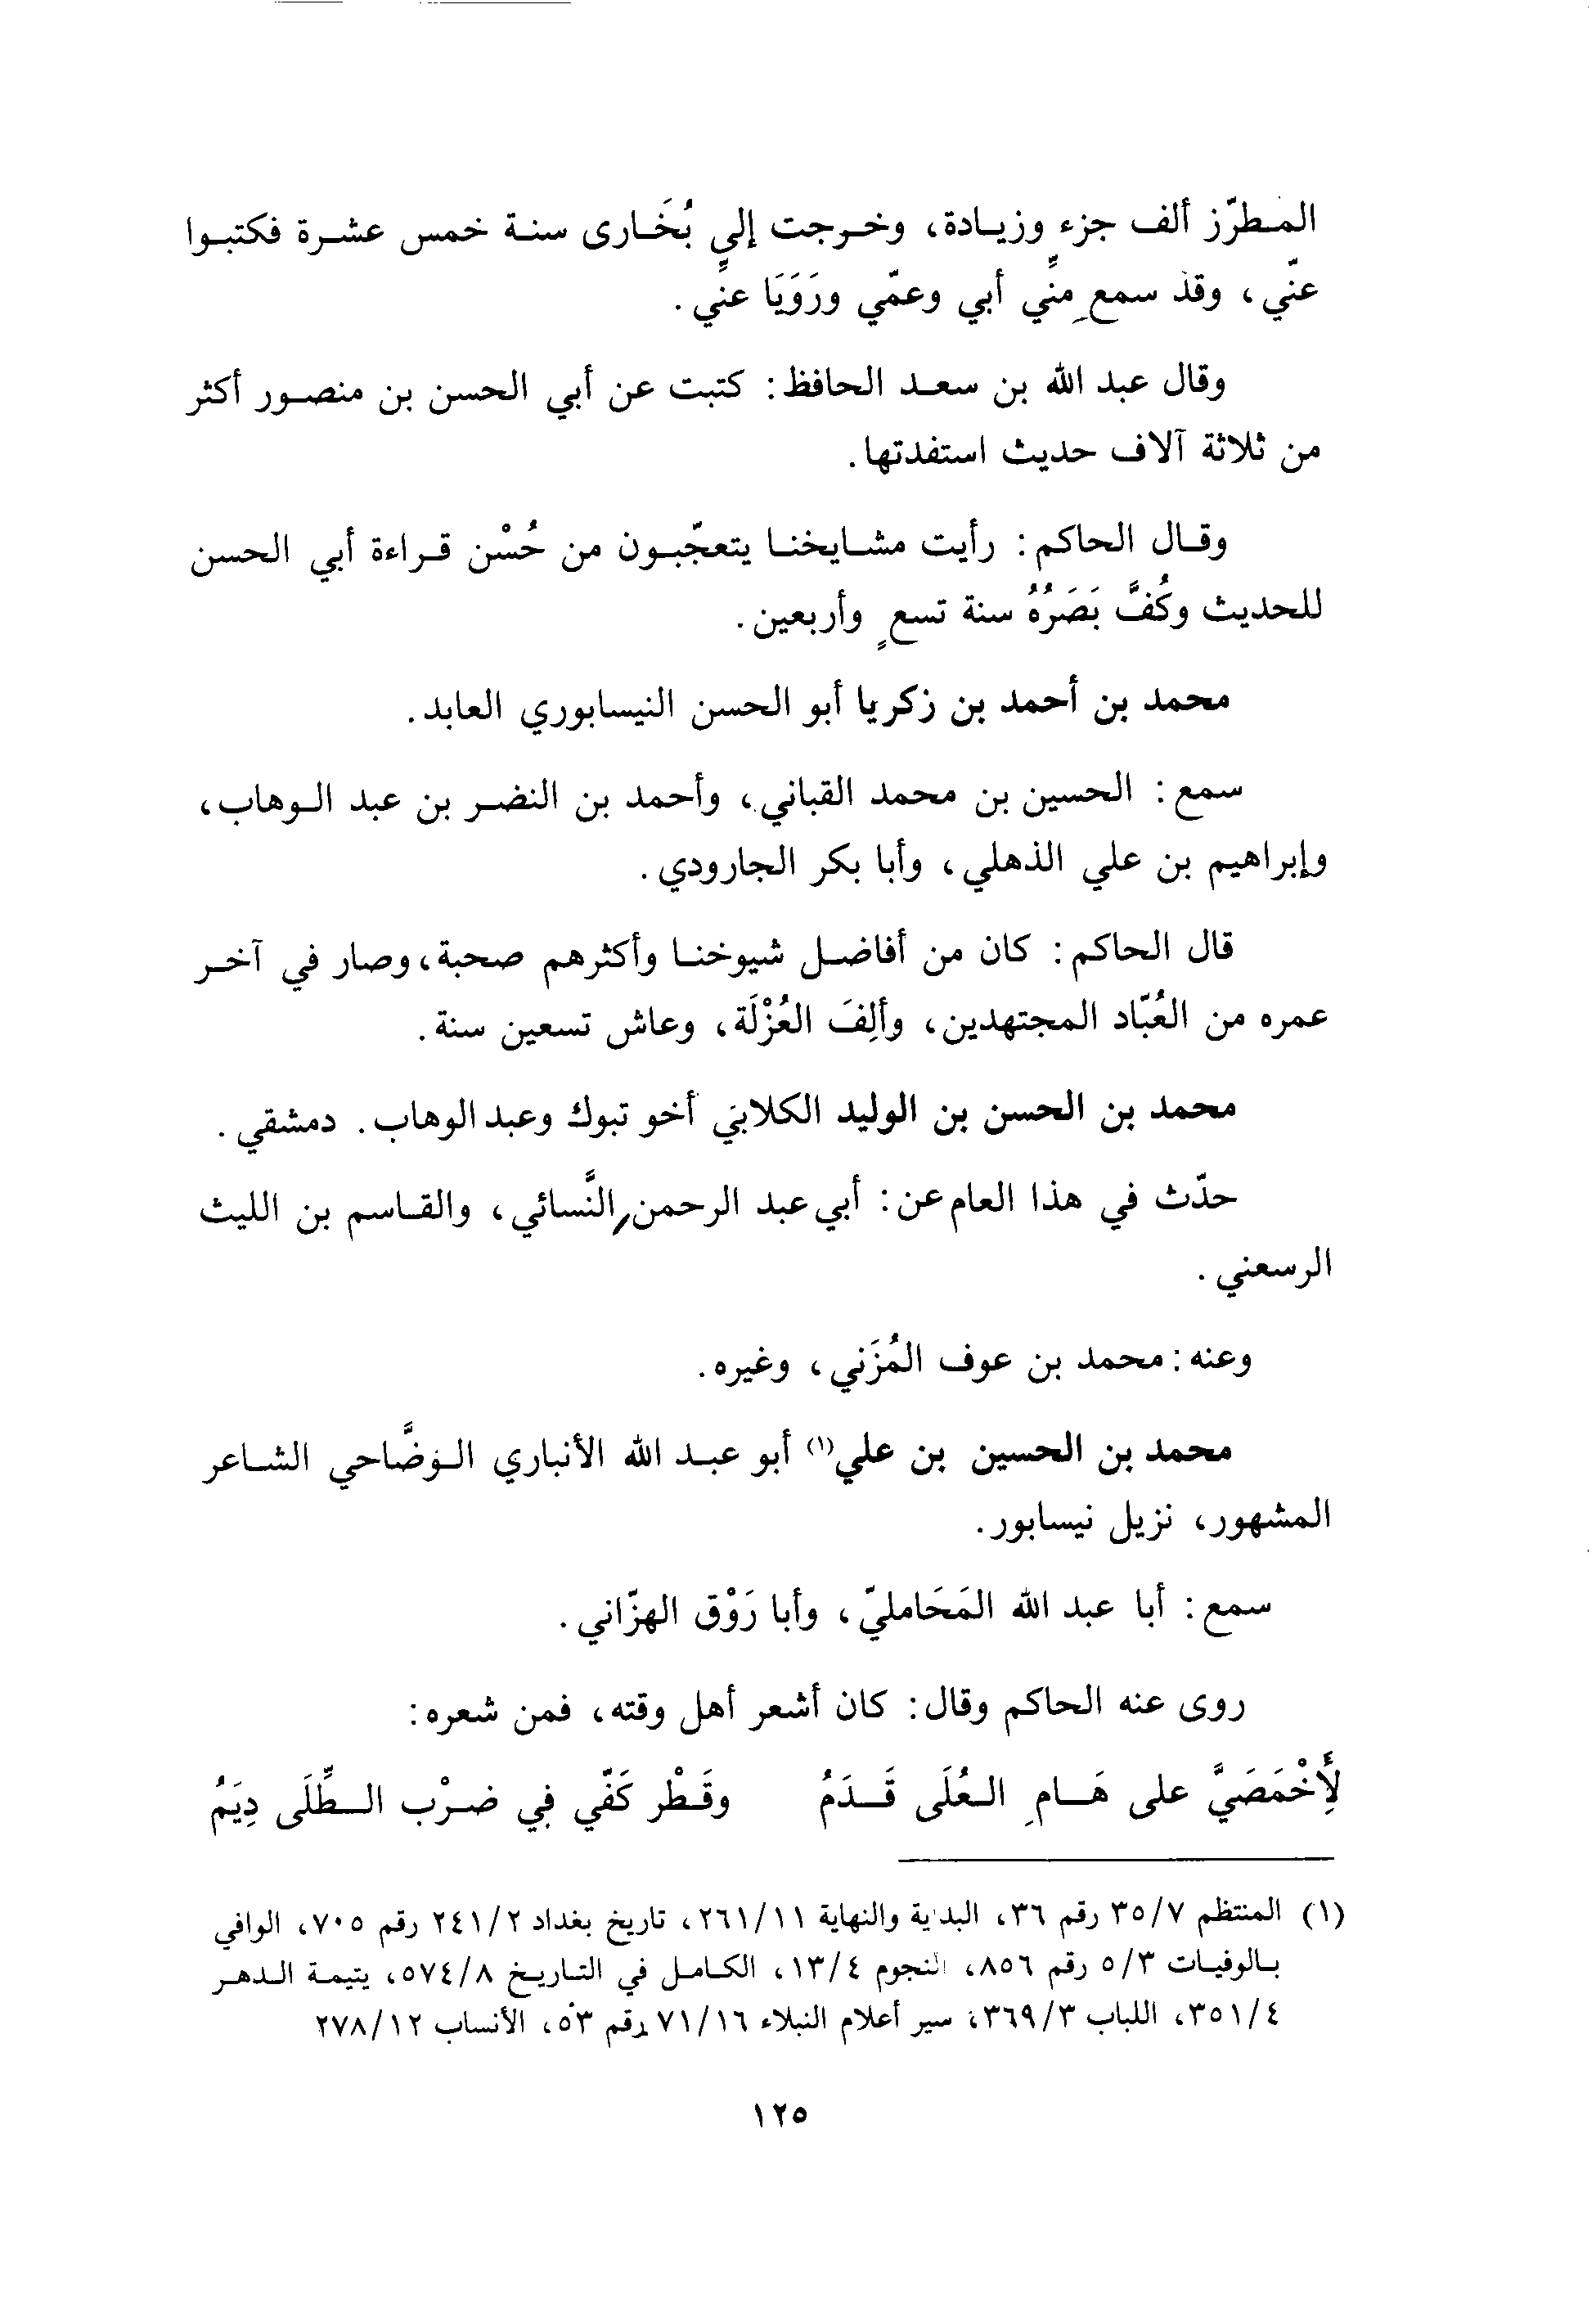 المطرّز ألف جزء وزيادة، وخرجت إلى بُخَارى سنة خمس عشرة فكتبوا
عنّي، وقد سمع مِنّي أبي وعمّي ورَوَيَا عنّي.
وقال عبد الله بن سعد الحافظ: كتبت عن أبي الحسن بن منصور أكثر
من ثلاثة آلاف حديث استفدتها.
وقال الحاكم: رأيت مشايخنا يتعجّبون من حُسْن قراءة أبي الحسن
للحديث وكُفَّ بَصَرُهُ سنة تسعٍ وأربعين.
محمد بن أحمد بن زكريا أبو الحسن النيسابوري العابد.
سمع: الحسين بن محمد القباني، وأحمد بن النضر بن عبد الوهاب،
وإبراهيم بن علي الذهلي، وأبا بكر الجارودي.
قال الحاكم: كان من أفاضل شيوخنا وأكثرهم صحبة، وصار في آخر
عمره من العُبّاد المجتهدين، وألِفَ العُزْلَة، وعاش تسعين سنة.
محمد بن الحسن بن الوليد الكلابي أخو تبوك وعبد الوهاب. دمشقي.
حدّث في هذا العام عن: أبي عبد الرحمن النَّسائي، والقاسم بن الليث
الرسعني.
وعنه: محمد بن عوف المُزَني، وغيره.
محمد بن الحسين بن علي(١) أبو عبد الله الأنباري الوَضَّاحي الشاعر
المشهور، نزيل نيسابور.
سمع: أبا عبد الله المَحَامليّ، وأبا رَوْق الهزّاني.
روى عنه الحاكم وقال: كان أشعر أهل وقته، فمن شعره:
لِأَخْمَصَيَّ على هَامِ العُلَى قَدَمُ وقَطْر كَفّي في ضرْب الطِّلَى دِيَمُ
(١) المنتظم ٣٥/٧ رقم ٣٦، البداية والنهاية ٢٦١/١١، تاريخ بغداد ٢٤١/٢ رقم ٧٠٥، الوافي
بالوفيات ٥/٣ رقم ٨٥٦، النجوم ١٣/٤، الكامل في التاريخ ٥٧٤/٨، يتيمة الدهر
٣٥١/٤، اللباب ٣٦٩/٣، سير أعلام النبلاء ٧١/١٦ رقم ٥٣، الأنساب ٢٧٨/١٢
١٢٥